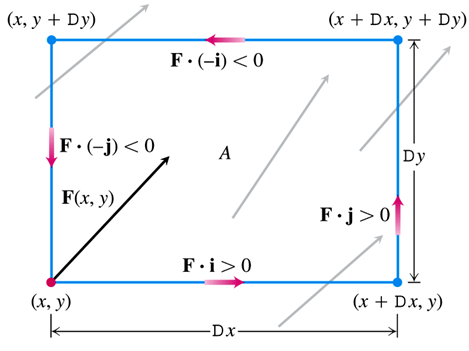 (x, y + Dy)
(x + Dx, y + Dy)
F · (–i) < 0
F · (–j) < 0
A
Dy
F(x, y)
F · j > 0
F · i > 0
(x, y)
(x + Dx, y)
Dx